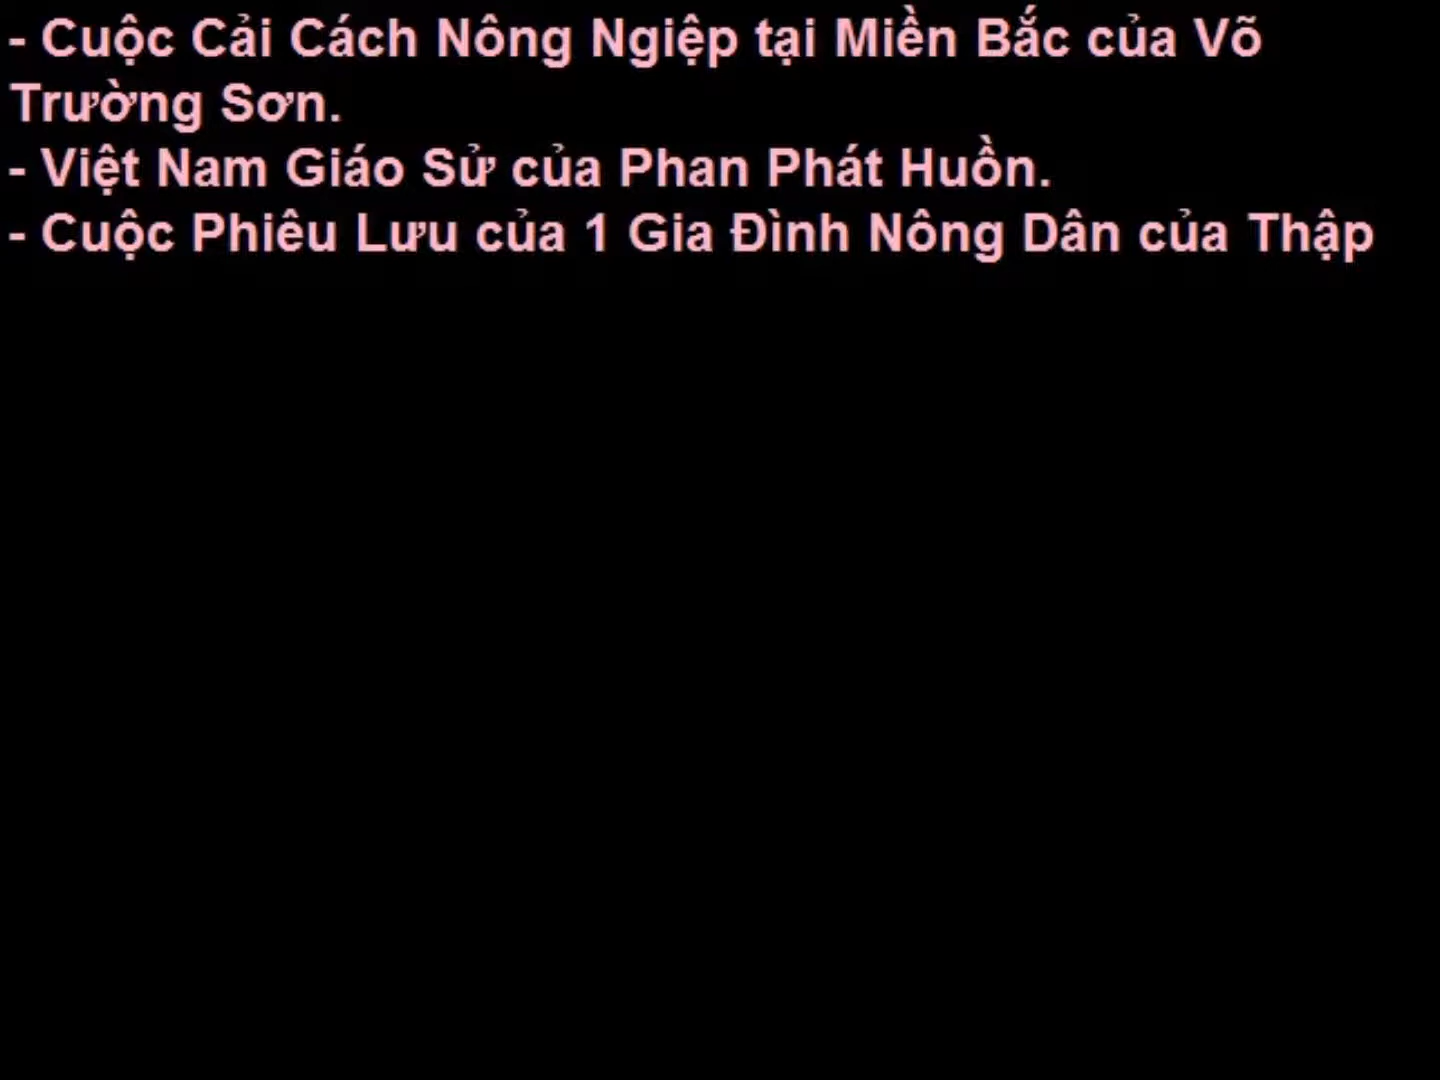 - Cuộc Cải Cách Nông Ngiệp tại Miền Bắc của Võ
Trường Sơn.
- Việt Nam Giáo Sử của Phan Phát Huồn.
- Cuộc Phiêu Lưu của 1 Gia Đình Nông Dân của Thập